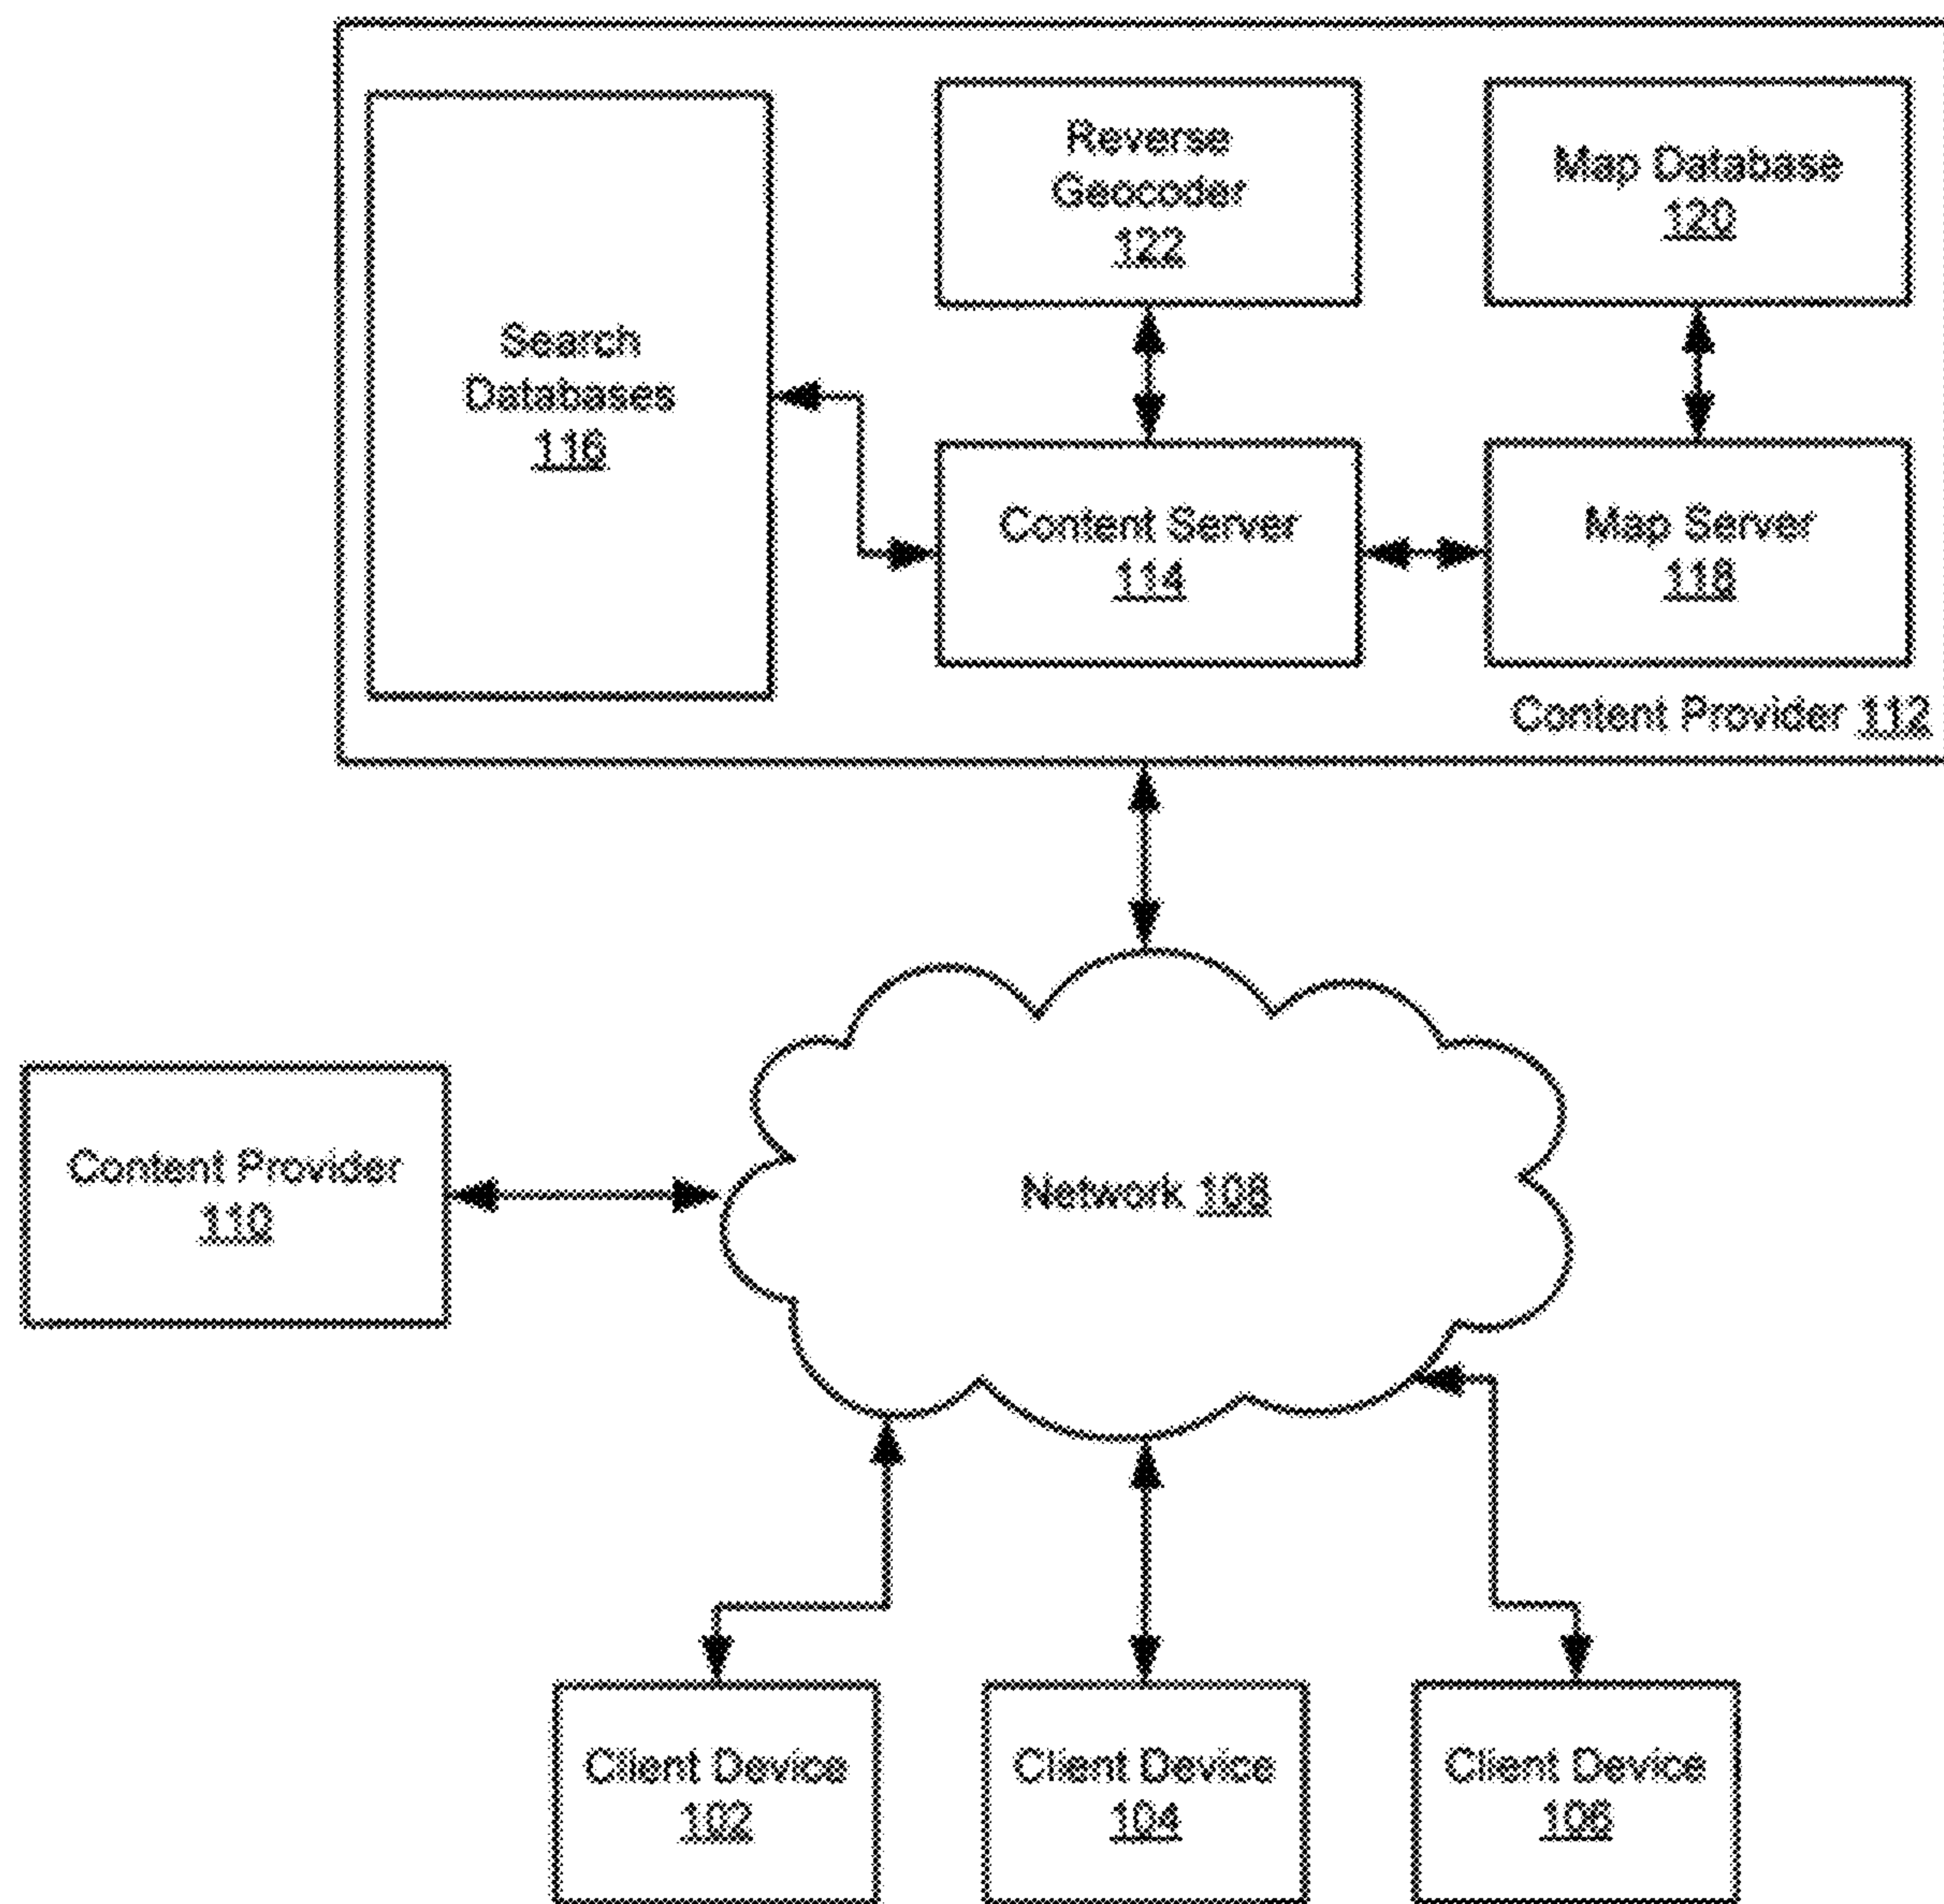 Search
Databases
116
Reverse
Geocoder
122
Map Database
120
Content Server
114
Map Server
118
Content Provider 112
Content Provider
110
Network 108
Client Device
102
Client Device
104
Client Device
106